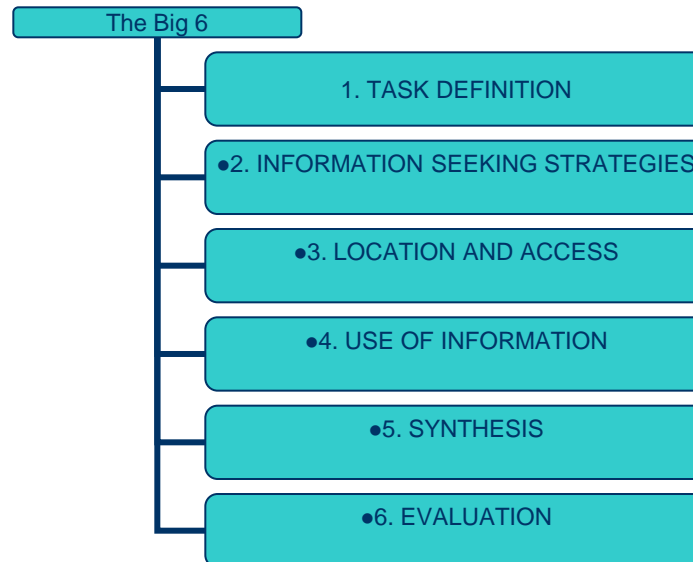 The Big 6
1. TASK DEFINITION
●2. INFORMATION SEEKING STRATEGIES
●3. LOCATION AND ACCESS
●4. USE OF INFORMATION
●5. SYNTHESIS
●6. EVALUATION